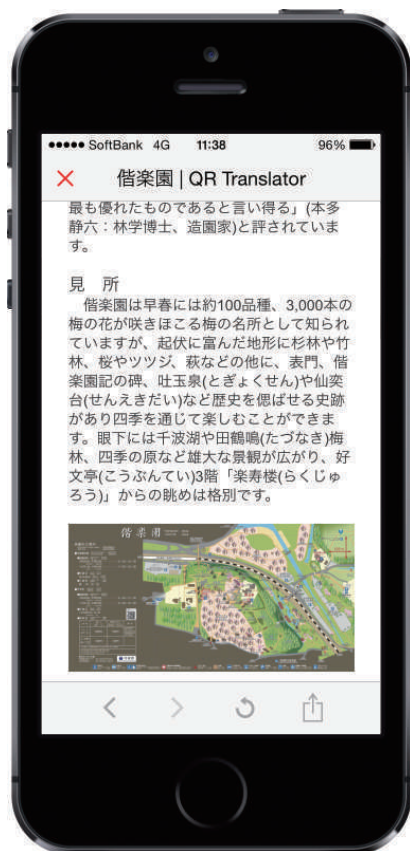 SoftBank 4G 11:38 96%
偕楽園 | QR Translator
最も優れたものであると言い得る」(本多
静六：林学博士、造園家)と評されていま
す。
見　所
　偕楽園は早春には約100品種、3,000本の
梅の花が咲きほこる梅の名所として知られ
ていますが、起伏に富んだ地形に杉林や竹
林、桜やツツジ、萩などの他に、表門、偕
楽園記の碑、吐玉泉(とぎょくせん)や仙奕
台(せんえきだい)など歴史を偲ばせる史跡
があり四季を通じて楽しむことができま
す。眼下には千波湖や田鶴鳴(たづなき)梅
林、四季の原など雄大な景観が広がり、好
文亭(こうぶんてい)3階「楽寿楼(らくじゅ
ろう)」からの眺めは格別です。
偕楽園